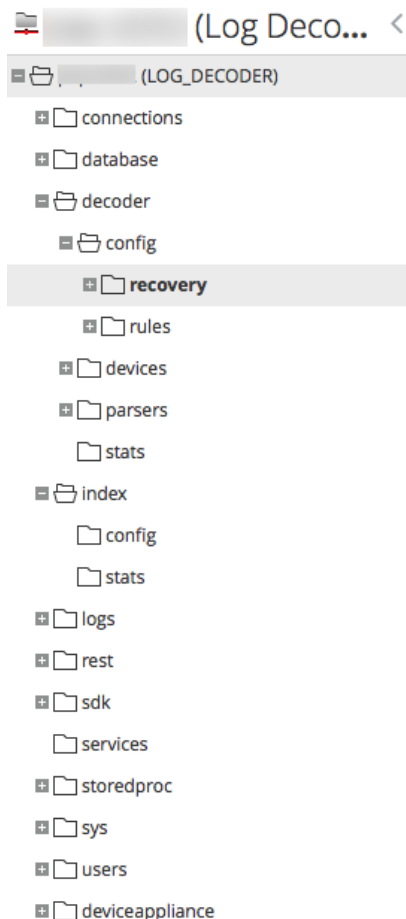 (Log Deco...
(LOG_DECODER)
connections
database
decoder
config
recovery
rules
devices
parsers
stats
index
config
stats
logs
rest
sdk
services
storedproc
sys
users
deviceappliance